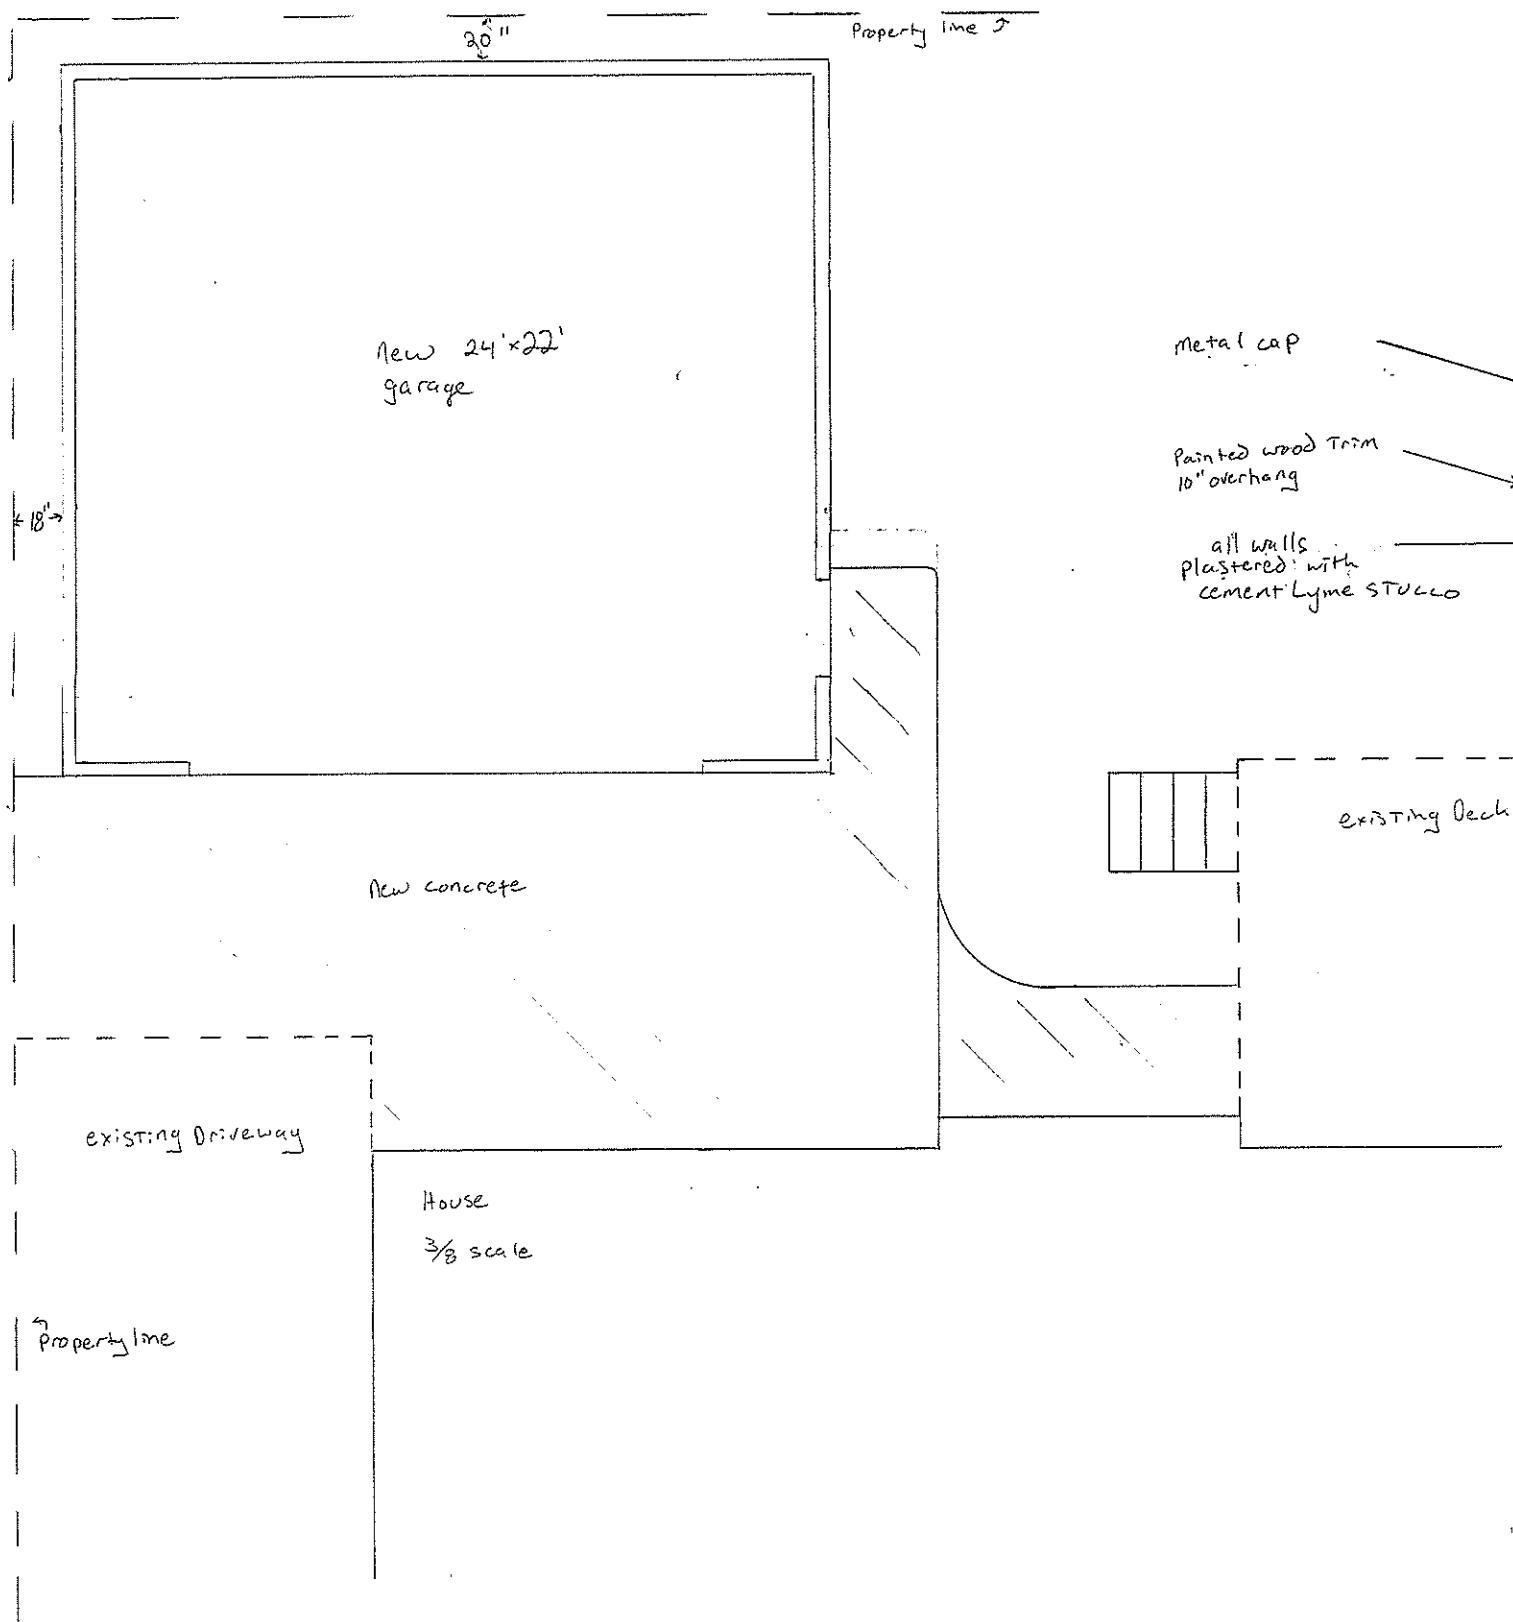 20"
Property line
new 24'x22'
garage
metal cap
Painted wood Trim
10" overhang
18"
all walls
plastered with
cement Lyme STUCCO
existing Deck
new concrete
existing Driveway
House
3/8 scale
Property line